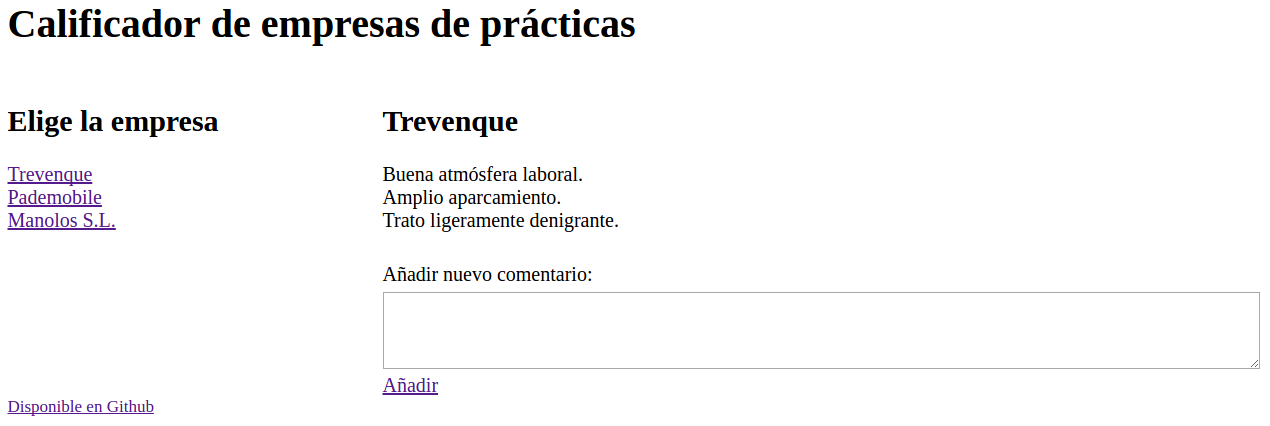 Calificador de empresas de prácticas
Elige la empresa
Trevenque
Pademobile
Manolos S.L.
Trevenque
Buena atmósfera laboral.
Amplio aparcamiento.
Trato ligeramente denigrante.
Añadir nuevo comentario:
Añadir
Disponible en Github